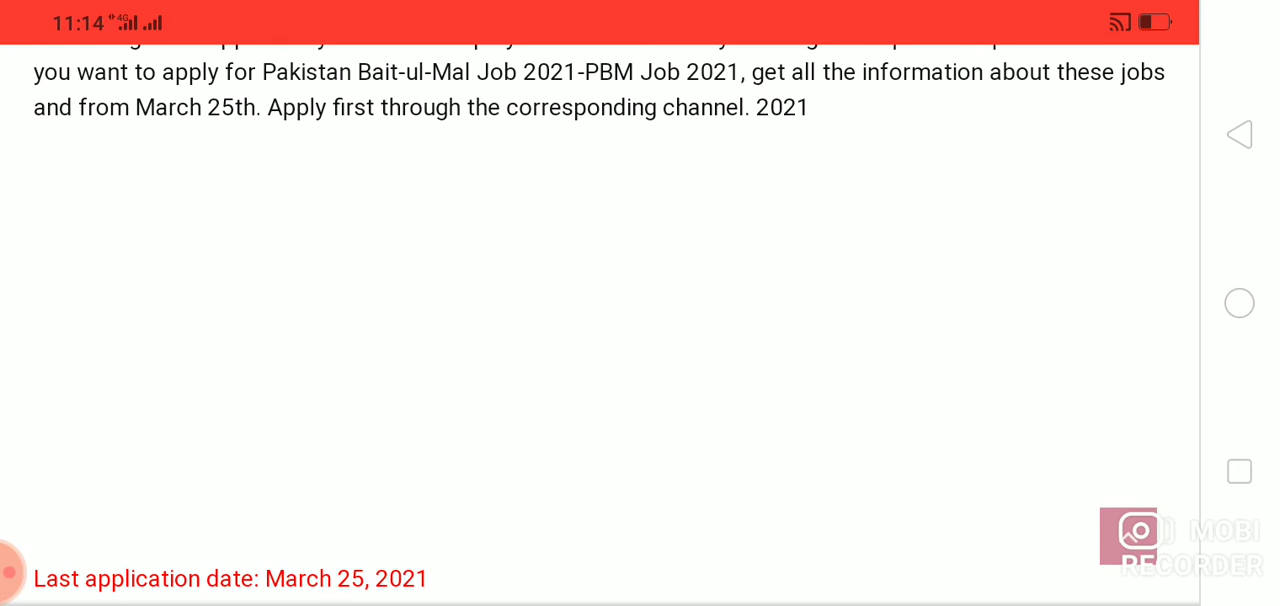 11:14 4G
you want to apply for Pakistan Bait-ul-Mal Job 2021-PBM Job 2021, get all the information about these jobs
and from March 25th. Apply first through the corresponding channel. 2021
MOBI
RECORDER
Last application date: March 25, 2021